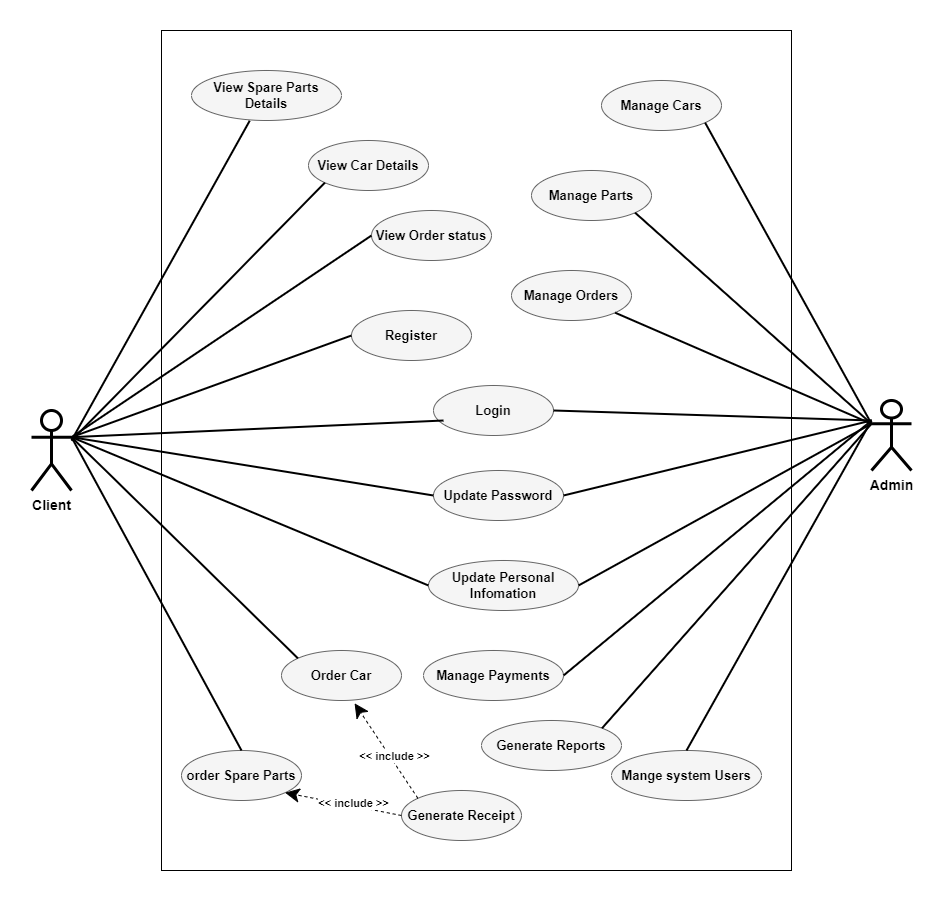 View Spare Parts
Details
Manage Cars
View Car Details
Manage Parts
View Order status
Manage Orders
Register
Login
Client
Admin
Update Password
Update Personal
Infomation
Order Car
Manage Payments
Generate Reports
<< include >>
order Spare Parts
Mange system Users
<< include >>
Generate Receipt